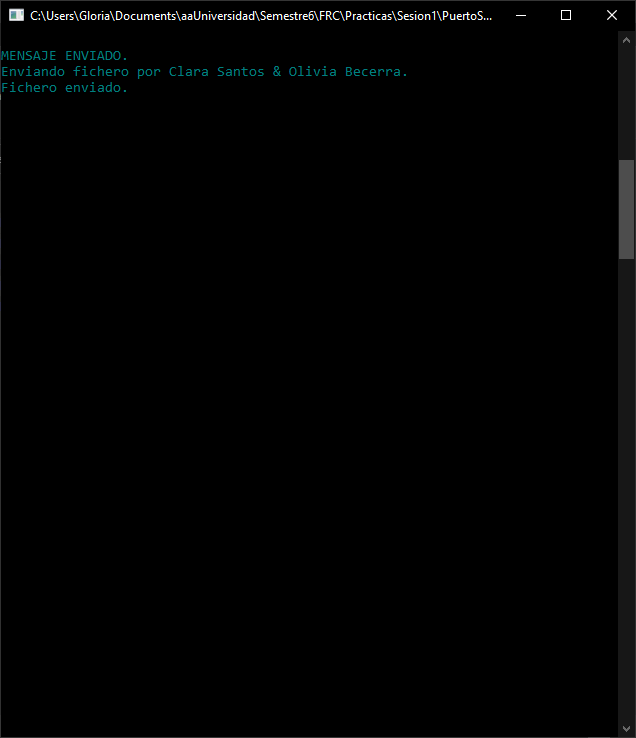 C:\Users\Gloria\Documents\aaUniversidad\Semestre6\FRC\Practicas\Sesion1\PuertoS...
MENSAJE ENVIADO.
Enviando fichero por Clara Santos & Olivia Becerra.
Fichero enviado.